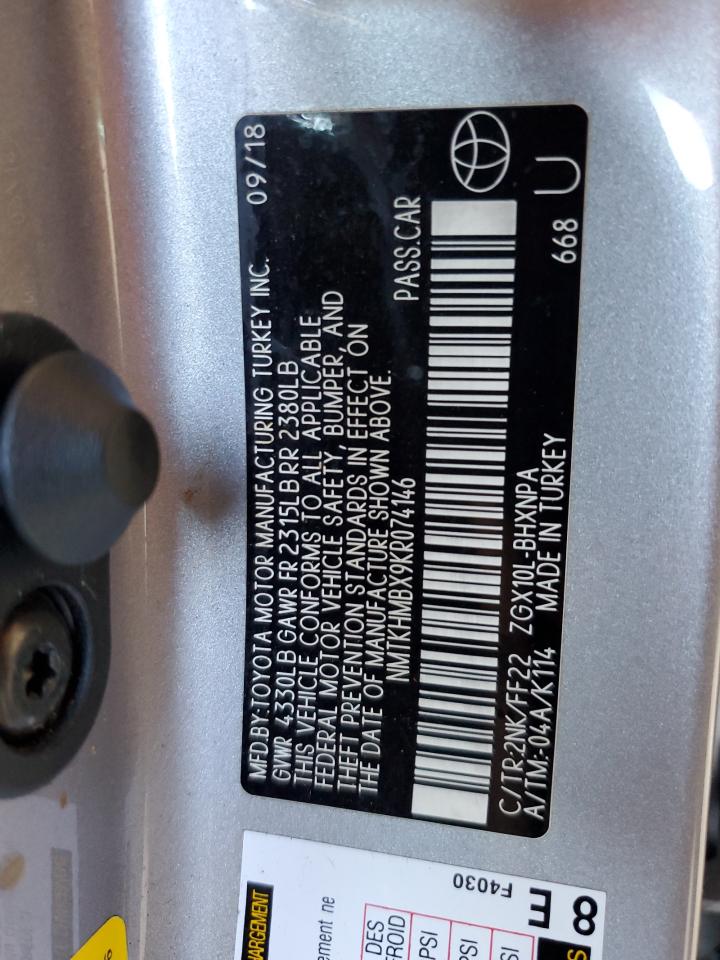 MFD.BY:TOYOTA MOTOR MANUFACTURING TURKEY INC. 09/18
GVWR 4330LB GAWR FR 2315LB RR 2380LB
THIS VEHICLE CONFORMS TO ALL APPLICABLE
FEDERAL MOTOR VEHICLE SAFETY, BUMPER, AND
THEFT PREVENTION STANDARDS IN EFFECT ON
THE DATE OF MANUFACTURE SHOWN ABOVE.
NMTKHMBX9KR074146 PASS.CAR
C/TR:2NK/FF22 ZGX10L-BHXNPA
A/TM:04A/K114 MADE IN TURKEY
668 U
F4030
E
8
DES
PSI
PSI